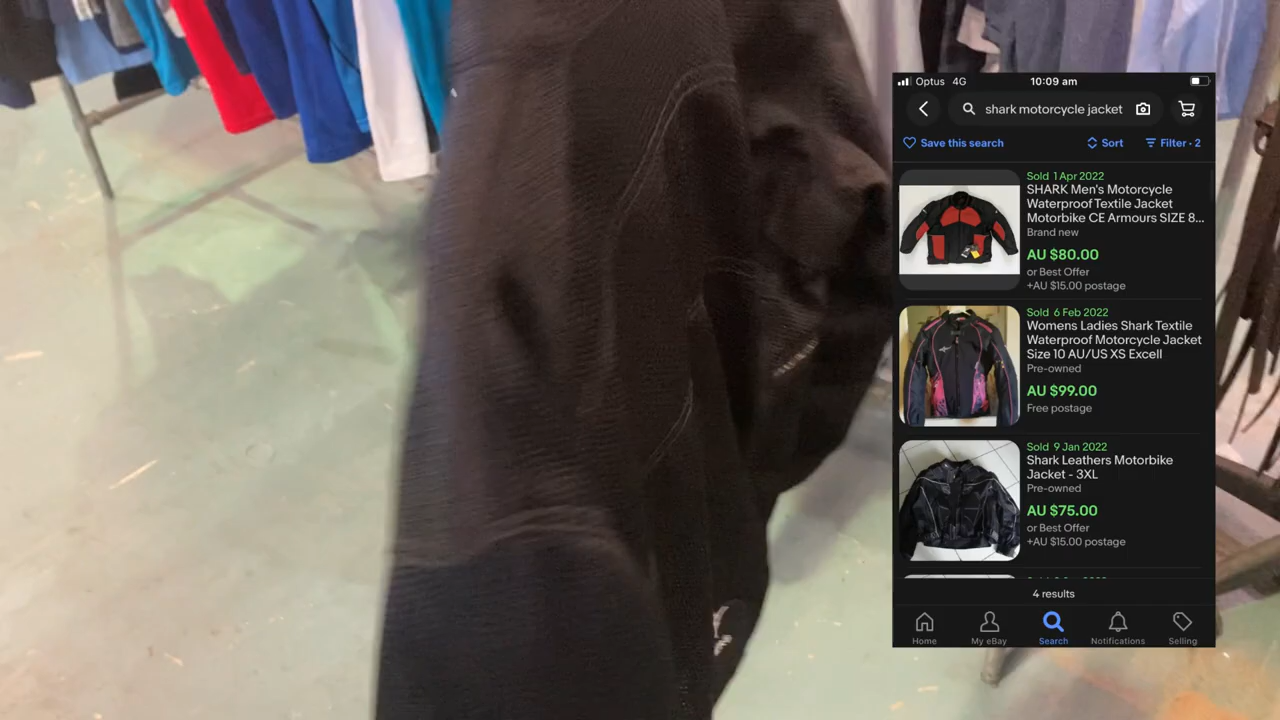 Optus 4G 10:09 am
shark motorcycle jacket
Save this search Sort Filter · 2
Sold 1 Apr 2022
SHARK Men's Motorcycle
Waterproof Textile Jacket
Motorbike CE Armours SIZE 8...
Brand new
AU $80.00
or Best Offer
+AU $15.00 postage
Sold 6 Feb 2022
Womens Ladies Shark Textile
Waterproof Motorcycle Jacket
Size 10 AU/US XS Excell
Pre-owned
AU $99.00
Free postage
Sold 9 Jan 2022
Shark Leathers Motorbike
Jacket - 3XL
Pre-owned
AU $75.00
or Best Offer
+AU $15.00 postage
4 results
Home My eBay Search Notifications Selling